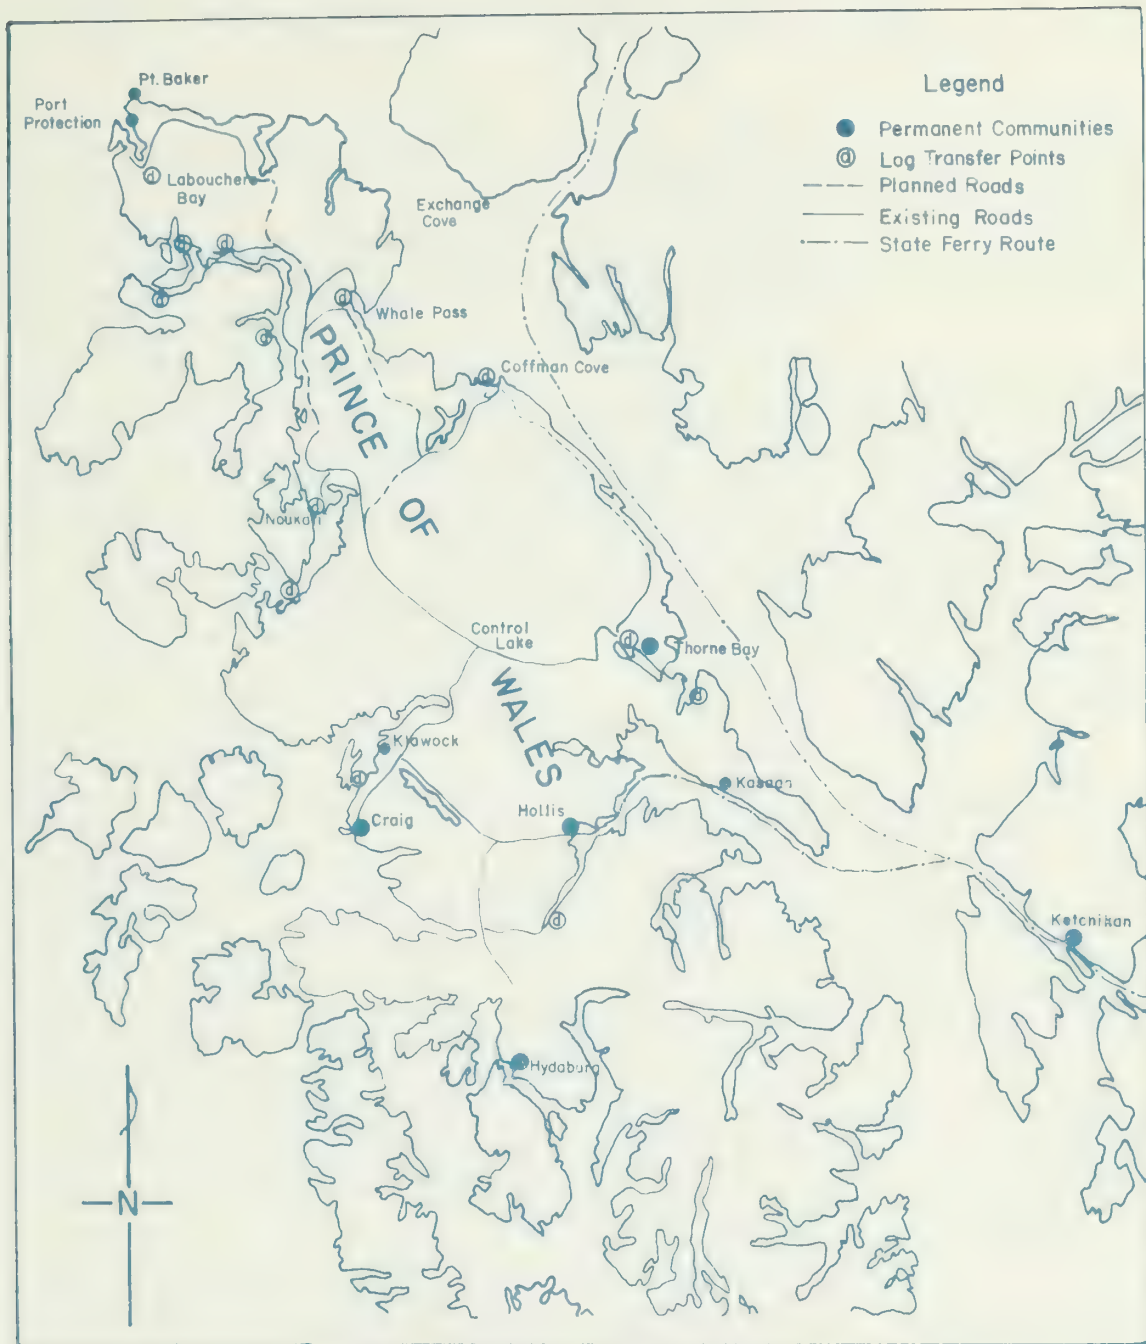 Pt. Baker
Port
Protection
Labouchere
Bay
Exchange
Cove
Legend
Permanent Communities
d Log Transfer Points
Planned Roads
Existing Roads
State Ferry Route
d
d
d
d
d
d
Whale Pass
d
Coffman Cove
PRINCE
OF
WALES
d
Noukati
d
Control
Lake
d
Thorne Bay
d
Klawock
d
Craig
Hollis
Kasaan
d
Ketchikan
Hydaburg
N